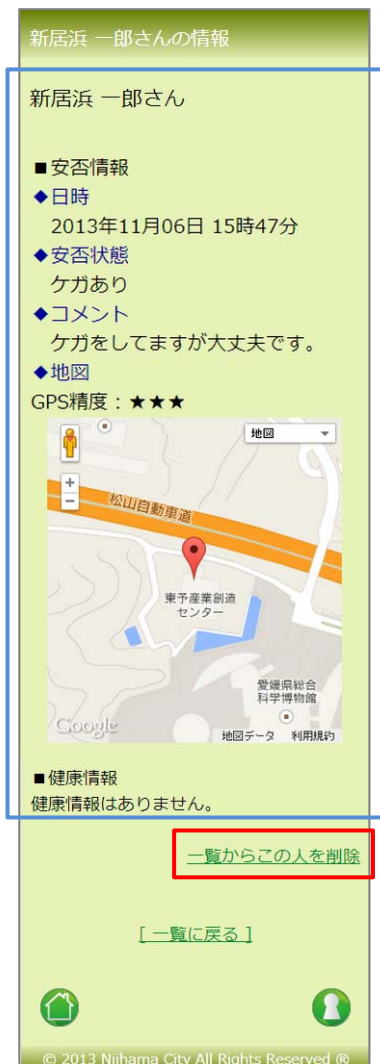 新居浜 一郎さんの情報
新居浜 一郎さん
■安否情報
◆日時
2013年11月06日 15時47分
◆安否状態
ケガあり
◆コメント
ケガをしてますが大丈夫です。
◆地図
GPS精度：★★★
地図
+
−
松山自動車道
東予産業創造
センター
愛媛県総合
科学博物館
Google
地図データ 利用規約
■健康情報
健康情報はありません。
一覧からこの人を削除
[ 一覧に戻る ]
© 2013 Niihama City All Rights Reserved ®